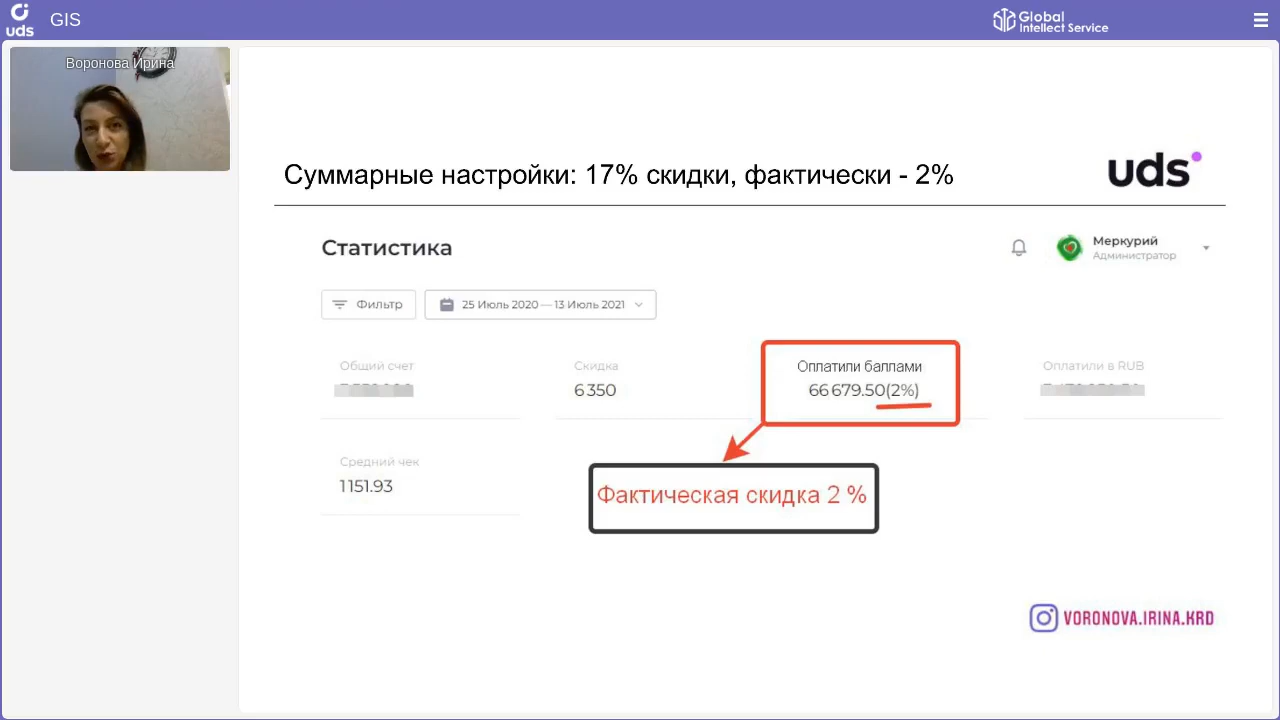 uds
GIS
Global
Intellect Service
Воронова Ирина
Суммарные настройки: 17% скидки, фактически - 2%
uds
Статистика
Меркурий
Администратор
Фильтр
25 Июль 2020 — 13 Июль 2021
Общий счет
Скидка
6 350
Оплатили баллами
66 679.50(2%)
Оплатили в RUB
Средний чек
1 151.93
Фактическая скидка 2 %
VORONOVA.IRINA.KRD